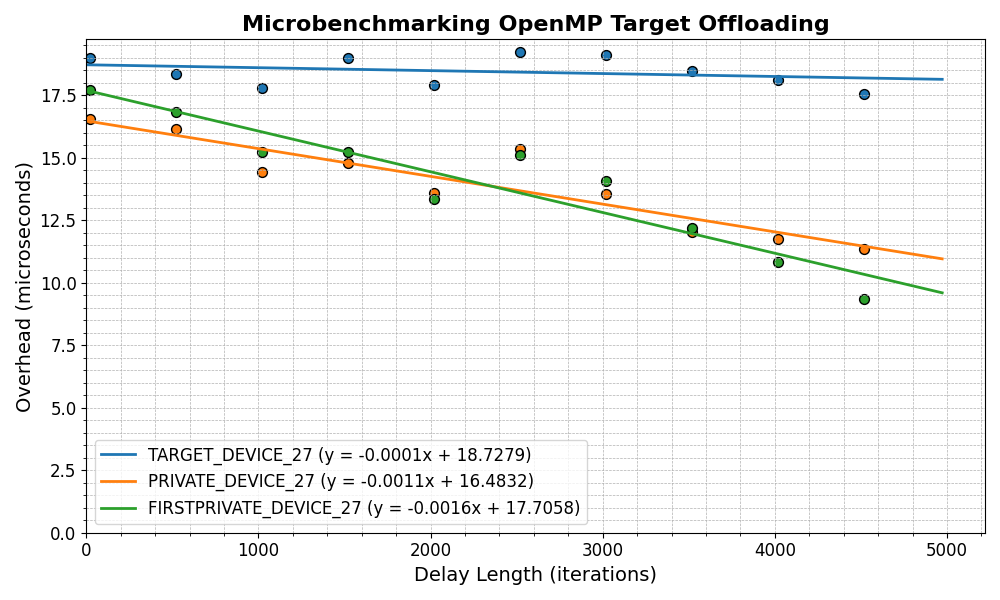 Microbenchmarking OpenMP Target Offloading
Overhead (microseconds)
17.5
15.0
12.5
10.0
7.5
5.0
2.5
0.0
TARGET_DEVICE_27 (y = -0.0001x + 18.7279)
PRIVATE_DEVICE_27 (y = -0.0011x + 16.4832)
FIRSTPRIVATE_DEVICE_27 (y = -0.0016x + 17.7058)
0 1000 2000 3000 4000 5000
Delay Length (iterations)